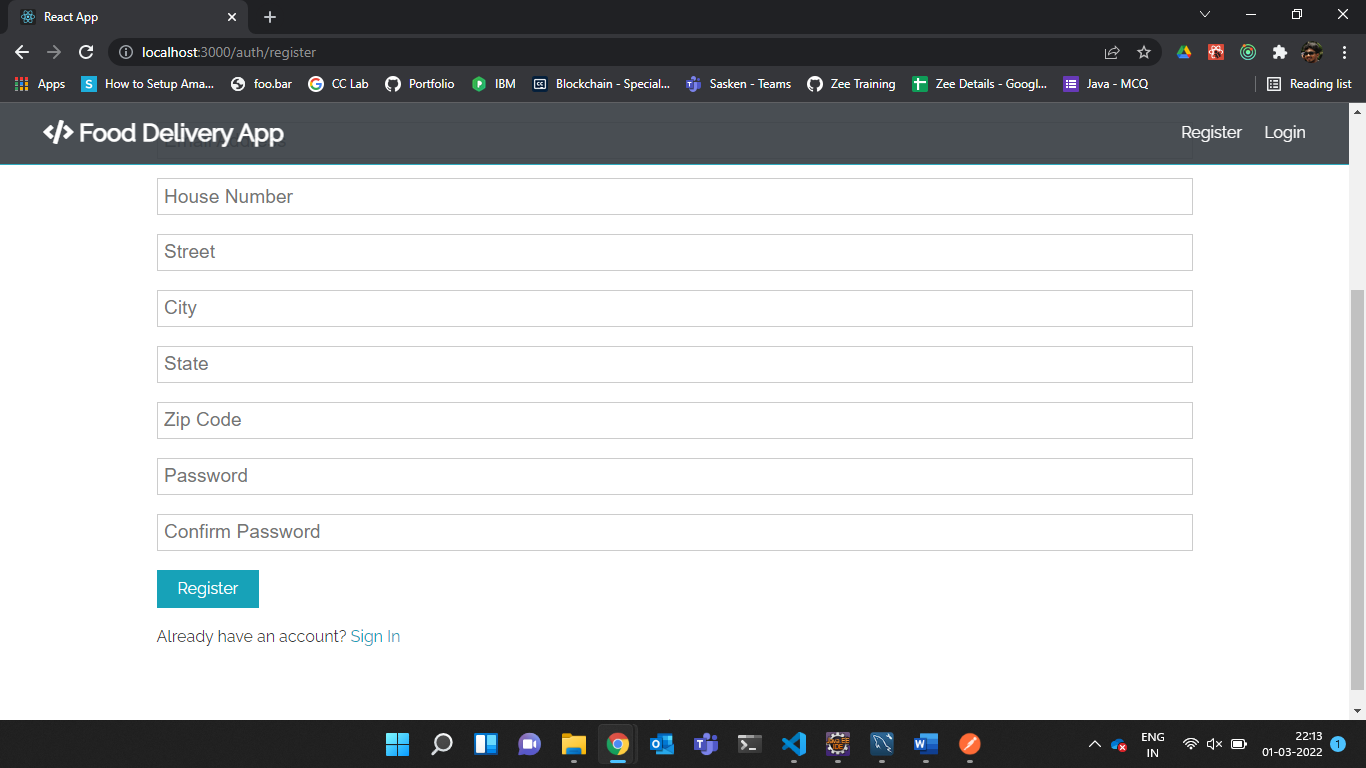 React App
localhost:3000/auth/register
Apps
How to Setup Ama...
foo.bar
CC Lab
Portfolio
IBM
Blockchain - Special...
Sasken - Teams
Zee Training
Zee Details - Googl...
Java - MCQ
Reading list
</> Food Delivery App
Register
Login
House Number
Street
City
State
Zip Code
Password
Confirm Password
Register
Already have an account? Sign In
ENG
IN
22:13
01-03-2022
1